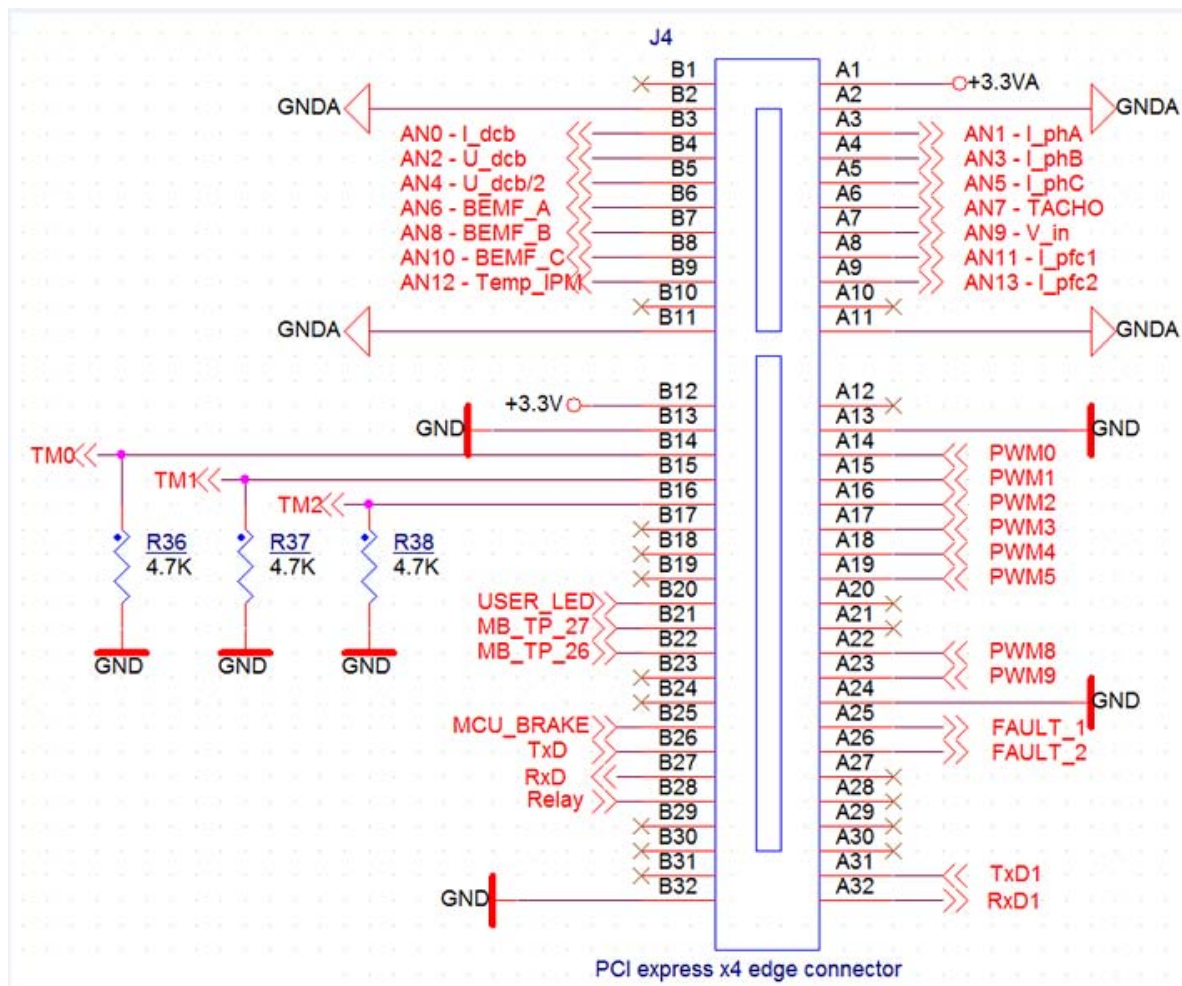 J4
B1 A1 +3.3VA
GNDA B2 A2 GNDA
AN0 - I_dcb B3 A3 AN1 - I_phA
AN2 - U_dcb B4 A4 AN3 - I_phB
AN4 - U_dcb/2 B5 A5 AN5 - I_phC
AN6 - BEMF_A B6 A6 AN7 - TACHO
AN8 - BEMF_B B7 A7 AN9 - V_in
AN10 - BEMF_C B8 A8 AN11 - I_pfc1
AN12 - Temp_IPM B9 A9 AN13 - I_pfc2
B10 A10
GNDA B11 A11 GNDA
+3.3V B12 A12
GND B13 A13 GND
TM0 B14 A14 PWM0
TM1 B15 A15 PWM1
TM2 B16 A16 PWM2
B17 A17 PWM3
R36 R37 R38 B18 A18 PWM4
4.7K 4.7K 4.7K B19 A19 PWM5
USER_LED B20 A20
MB_TP_27 B21 A21
MB_TP_26 B22 A22 PWM8
GND GND GND B23 A23 PWM9
B24 A24 GND
MCU_BRAKE B25 A25 FAULT_1
TxD B26 A26 FAULT_2
RxD B27 A27
Relay B28 A28
B29 A29
B30 A30
B31 A31 TxD1
GND B32 A32 RxD1
PCI express x4 edge connector